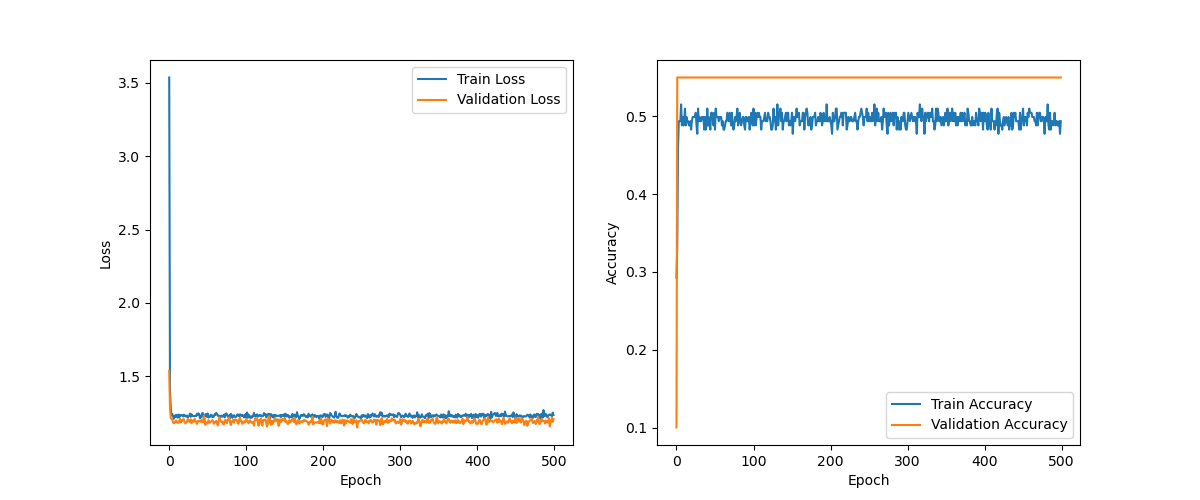 Train Loss
Validation Loss
3.5
3.0
2.5
2.0
1.5
Loss
0
100
200
300
400
500
Epoch
0.5
0.4
0.3
0.2
0.1
Accuracy
Train Accuracy
Validation Accuracy
0
100
200
300
400
500
Epoch